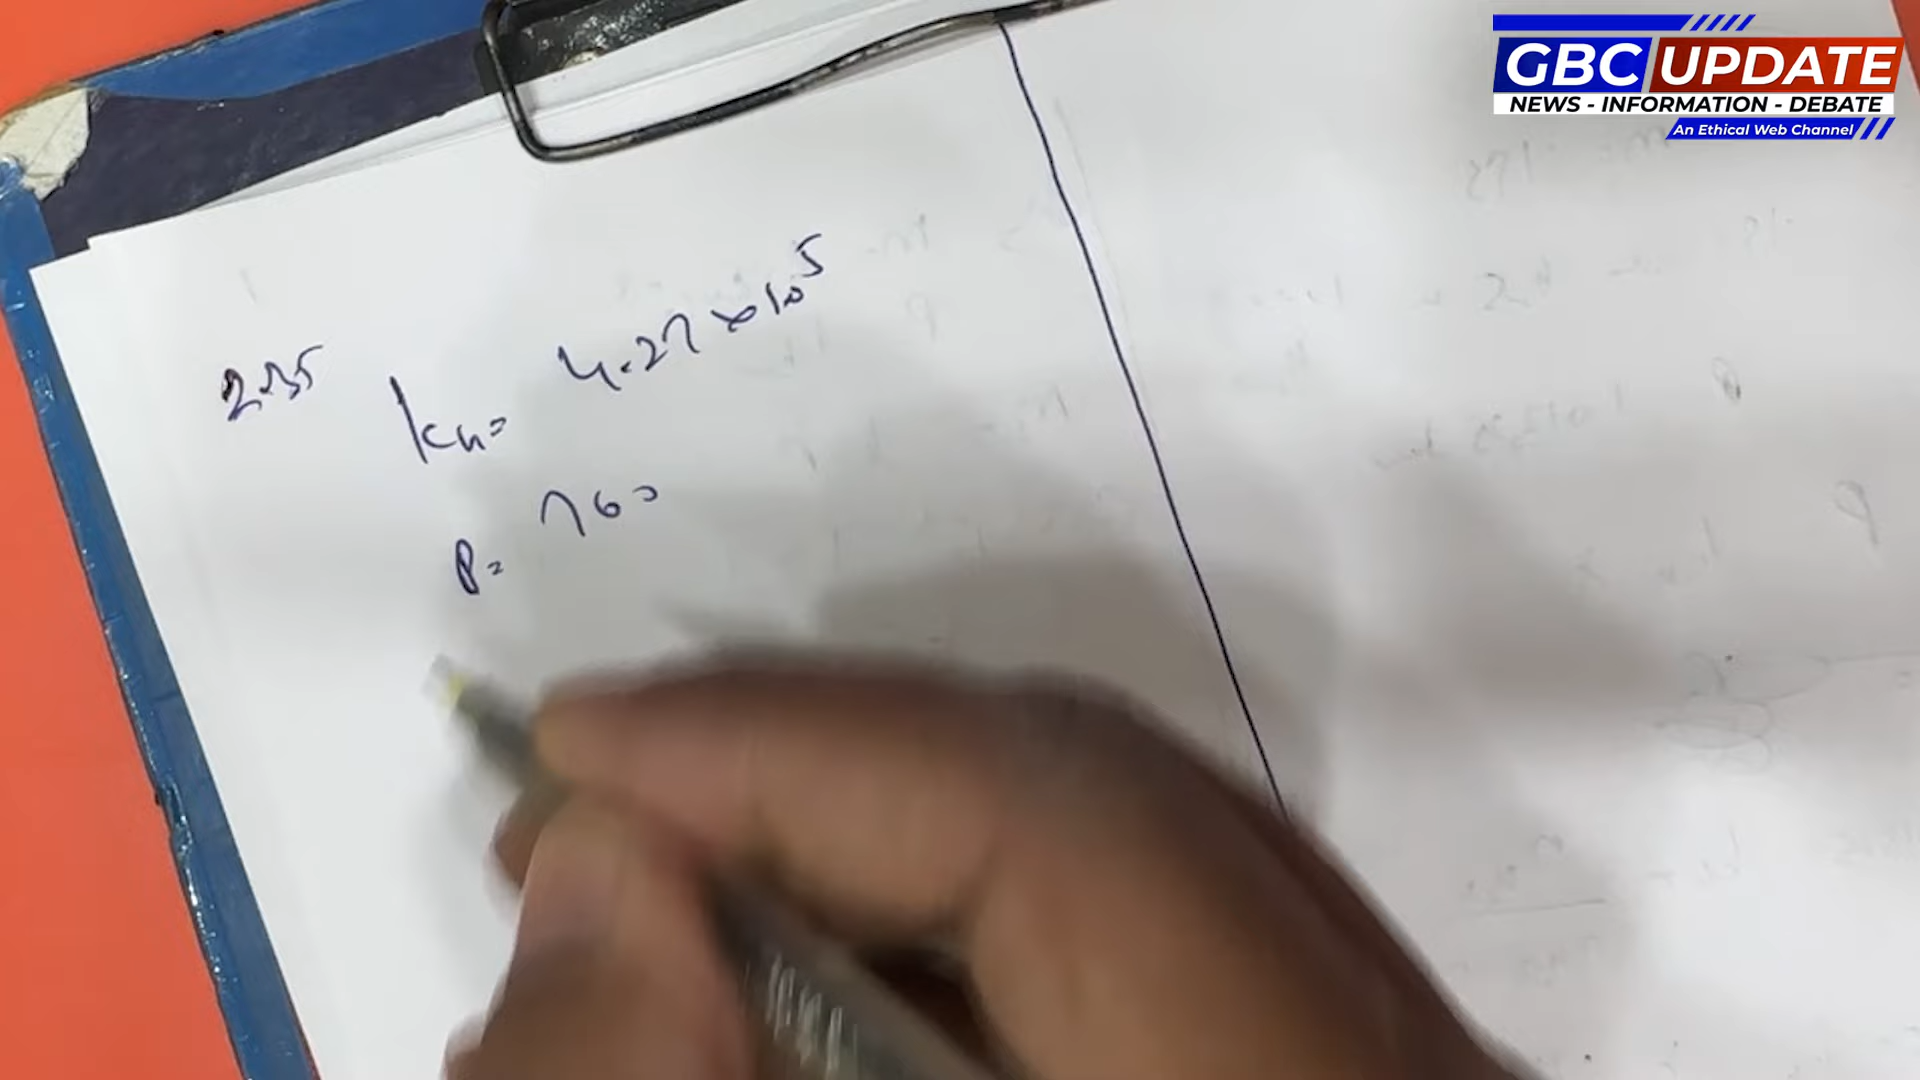 GBC UPDATE
NEWS - INFORMATION - DEBATE
An Ethical Web Channel
2.35 KH= 4.27 x 10⁵
P= 760